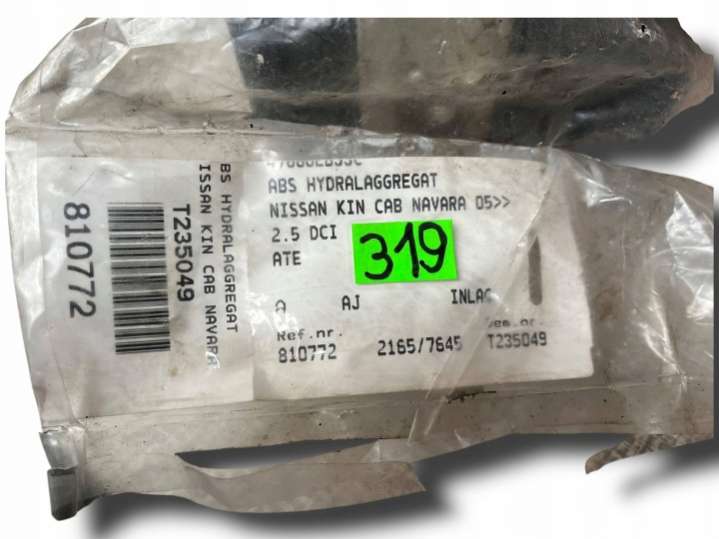 ABS HYDRALAGGREGAT
NISSAN KIN CAB NAVARA 05>>
2.5 DCI
ATE
319
A AJ INLAG
Ref.nr.
810772 2165/7645 T235049
BS HYDRALAGGREGAT
ISSAN KIN CAB NAVARA
T235049
810772